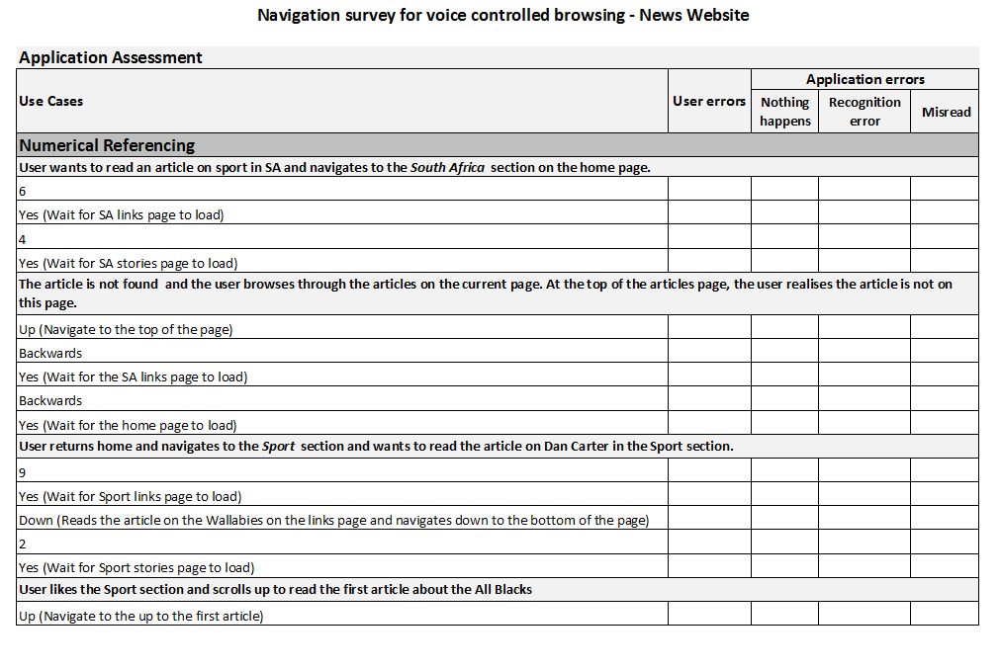 Navigation survey for voice controlled browsing - News Website
Application Assessment
Use Cases
User errors
Application errors
Nothing
happens
Recognition
error
Misread
Numerical Referencing
User wants to read an article on sport in SA and navigates to the South Africa section on the home page.
6
Yes (Wait for SA links page to load)
4
Yes (Wait for SA stories page to load)
The article is not found and the user browses through the articles on the current page. At the top of the articles page, the user realises the article is not on
this page.
Up (Navigate to the top of the page)
Backwards
Yes (Wait for the SA links page to load)
Backwards
Yes (Wait for the home page to load)
User returns home and navigates to the Sport section and wants to read the article on Dan Carter in the Sport section.
9
Yes (Wait for Sport links page to load)
Down (Reads the article on the Wallabies on the links page and navigates down to the bottom of the page)
2
Yes (Wait for Sport stories page to load)
User likes the Sport section and scrolls up to read the first article about the All Blacks
Up (Navigate to the up to the first article)